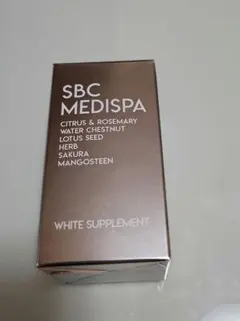 SBC
MEDISPA
CITRUS & ROSEMARY
WATER CHESTNUT
LOTUS SEED
HERB
SAKURA
MANGOSTEEN
WHITE SUPPLEMENT